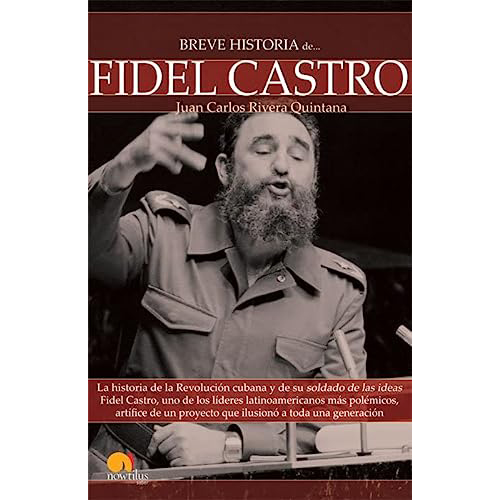 BREVE HISTORIA de...
FIDEL CASTRO
Juan Carlos Rivera Quintana
La historia de la Revolución cubana y de su soldado de las ideas
Fidel Castro, uno de los líderes latinoamericanos más polémicos,
artífice de un proyecto que ilusionó a toda una generación
nowtilus